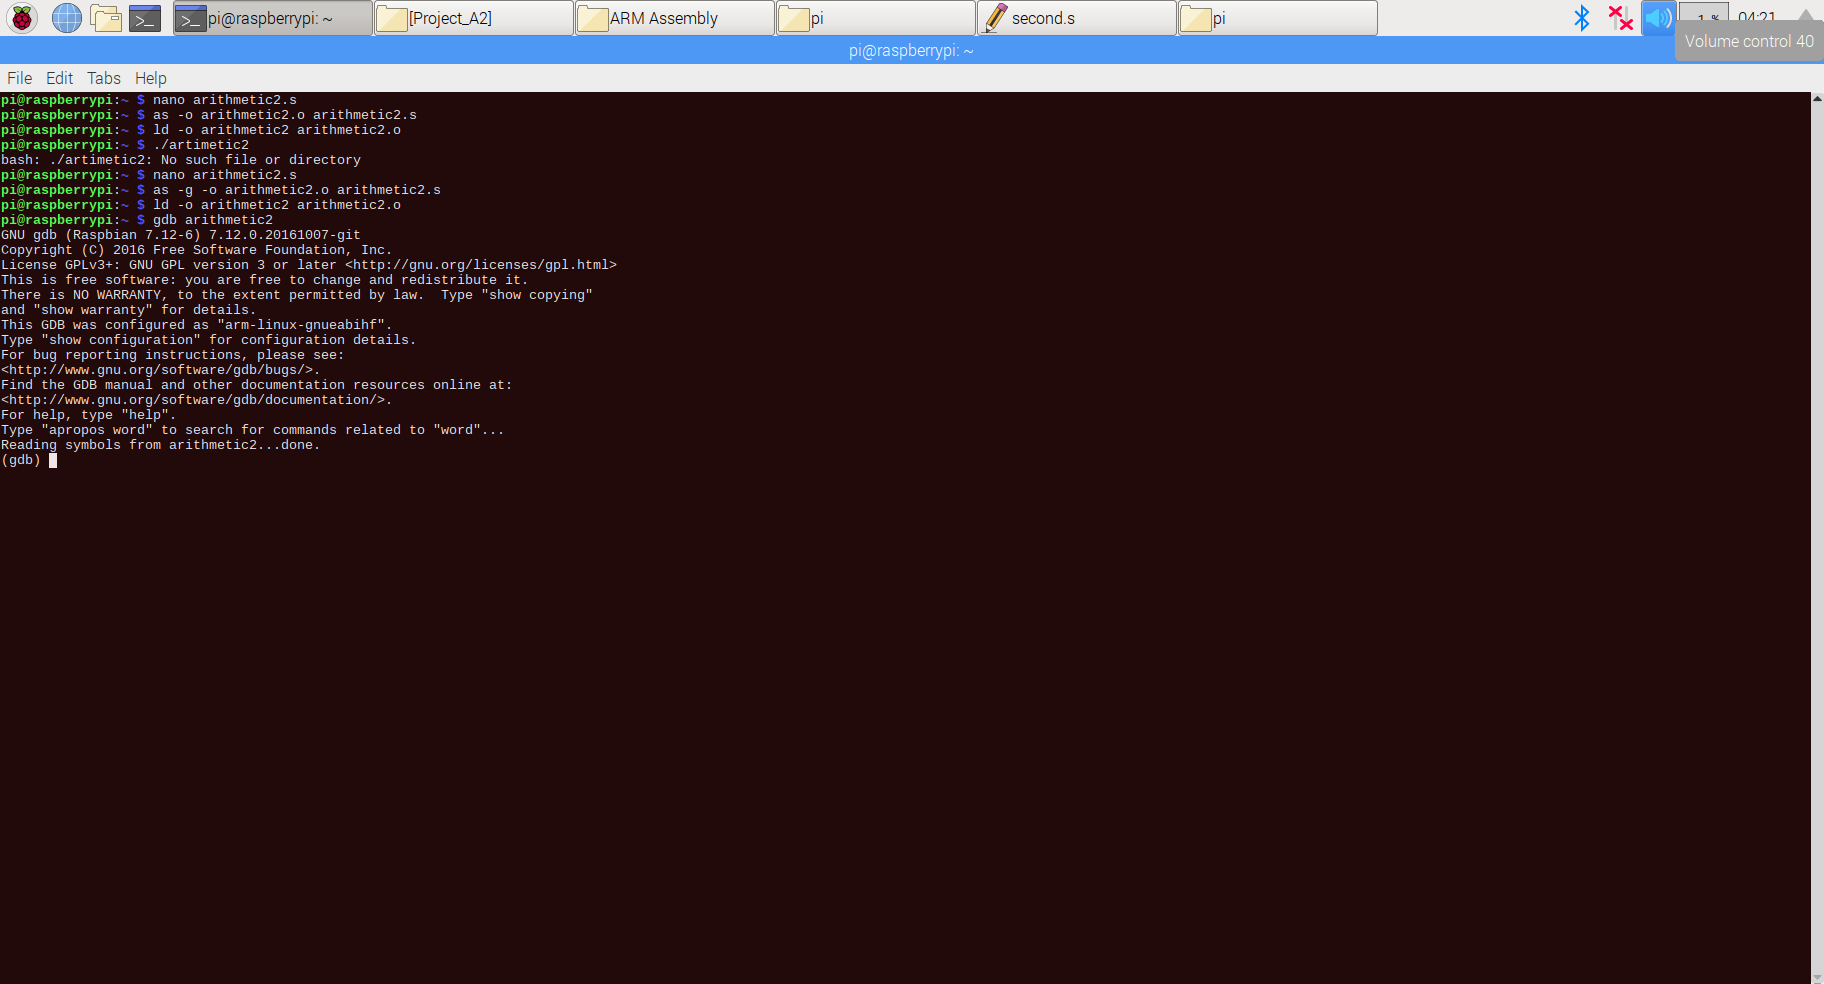 pi@raspberrypi: ~ [Project_A2] ARM Assembly pi second.s pi 1 % 04:21
Volume control 40
pi@raspberrypi: ~
File Edit Tabs Help
pi@raspberrypi:~ $ nano arithmetic2.s
pi@raspberrypi:~ $ as -o arithmetic2.o arithmetic2.s
pi@raspberrypi:~ $ ld -o arithmetic2 arithmetic2.o
pi@raspberrypi:~ $ ./artimetic2
bash: ./artimetic2: No such file or directory
pi@raspberrypi:~ $ nano arithmetic2.s
pi@raspberrypi:~ $ as -g -o arithmetic2.o arithmetic2.s
pi@raspberrypi:~ $ ld -o arithmetic2 arithmetic2.o
pi@raspberrypi:~ $ gdb arithmetic2
GNU gdb (Raspbian 7.12-6) 7.12.0.20161007-git
Copyright (C) 2016 Free Software Foundation, Inc.
License GPLv3+: GNU GPL version 3 or later <http://gnu.org/licenses/gpl.html>
This is free software: you are free to change and redistribute it.
There is NO WARRANTY, to the extent permitted by law.  Type "show copying"
and "show warranty" for details.
This GDB was configured as "arm-linux-gnueabihf".
Type "show configuration" for configuration details.
For bug reporting instructions, please see:
<http://www.gnu.org/software/gdb/bugs/>.
Find the GDB manual and other documentation resources online at:
<http://www.gnu.org/software/gdb/documentation/>.
For help, type "help".
Type "apropos word" to search for commands related to "word"...
Reading symbols from arithmetic2...done.
(gdb)